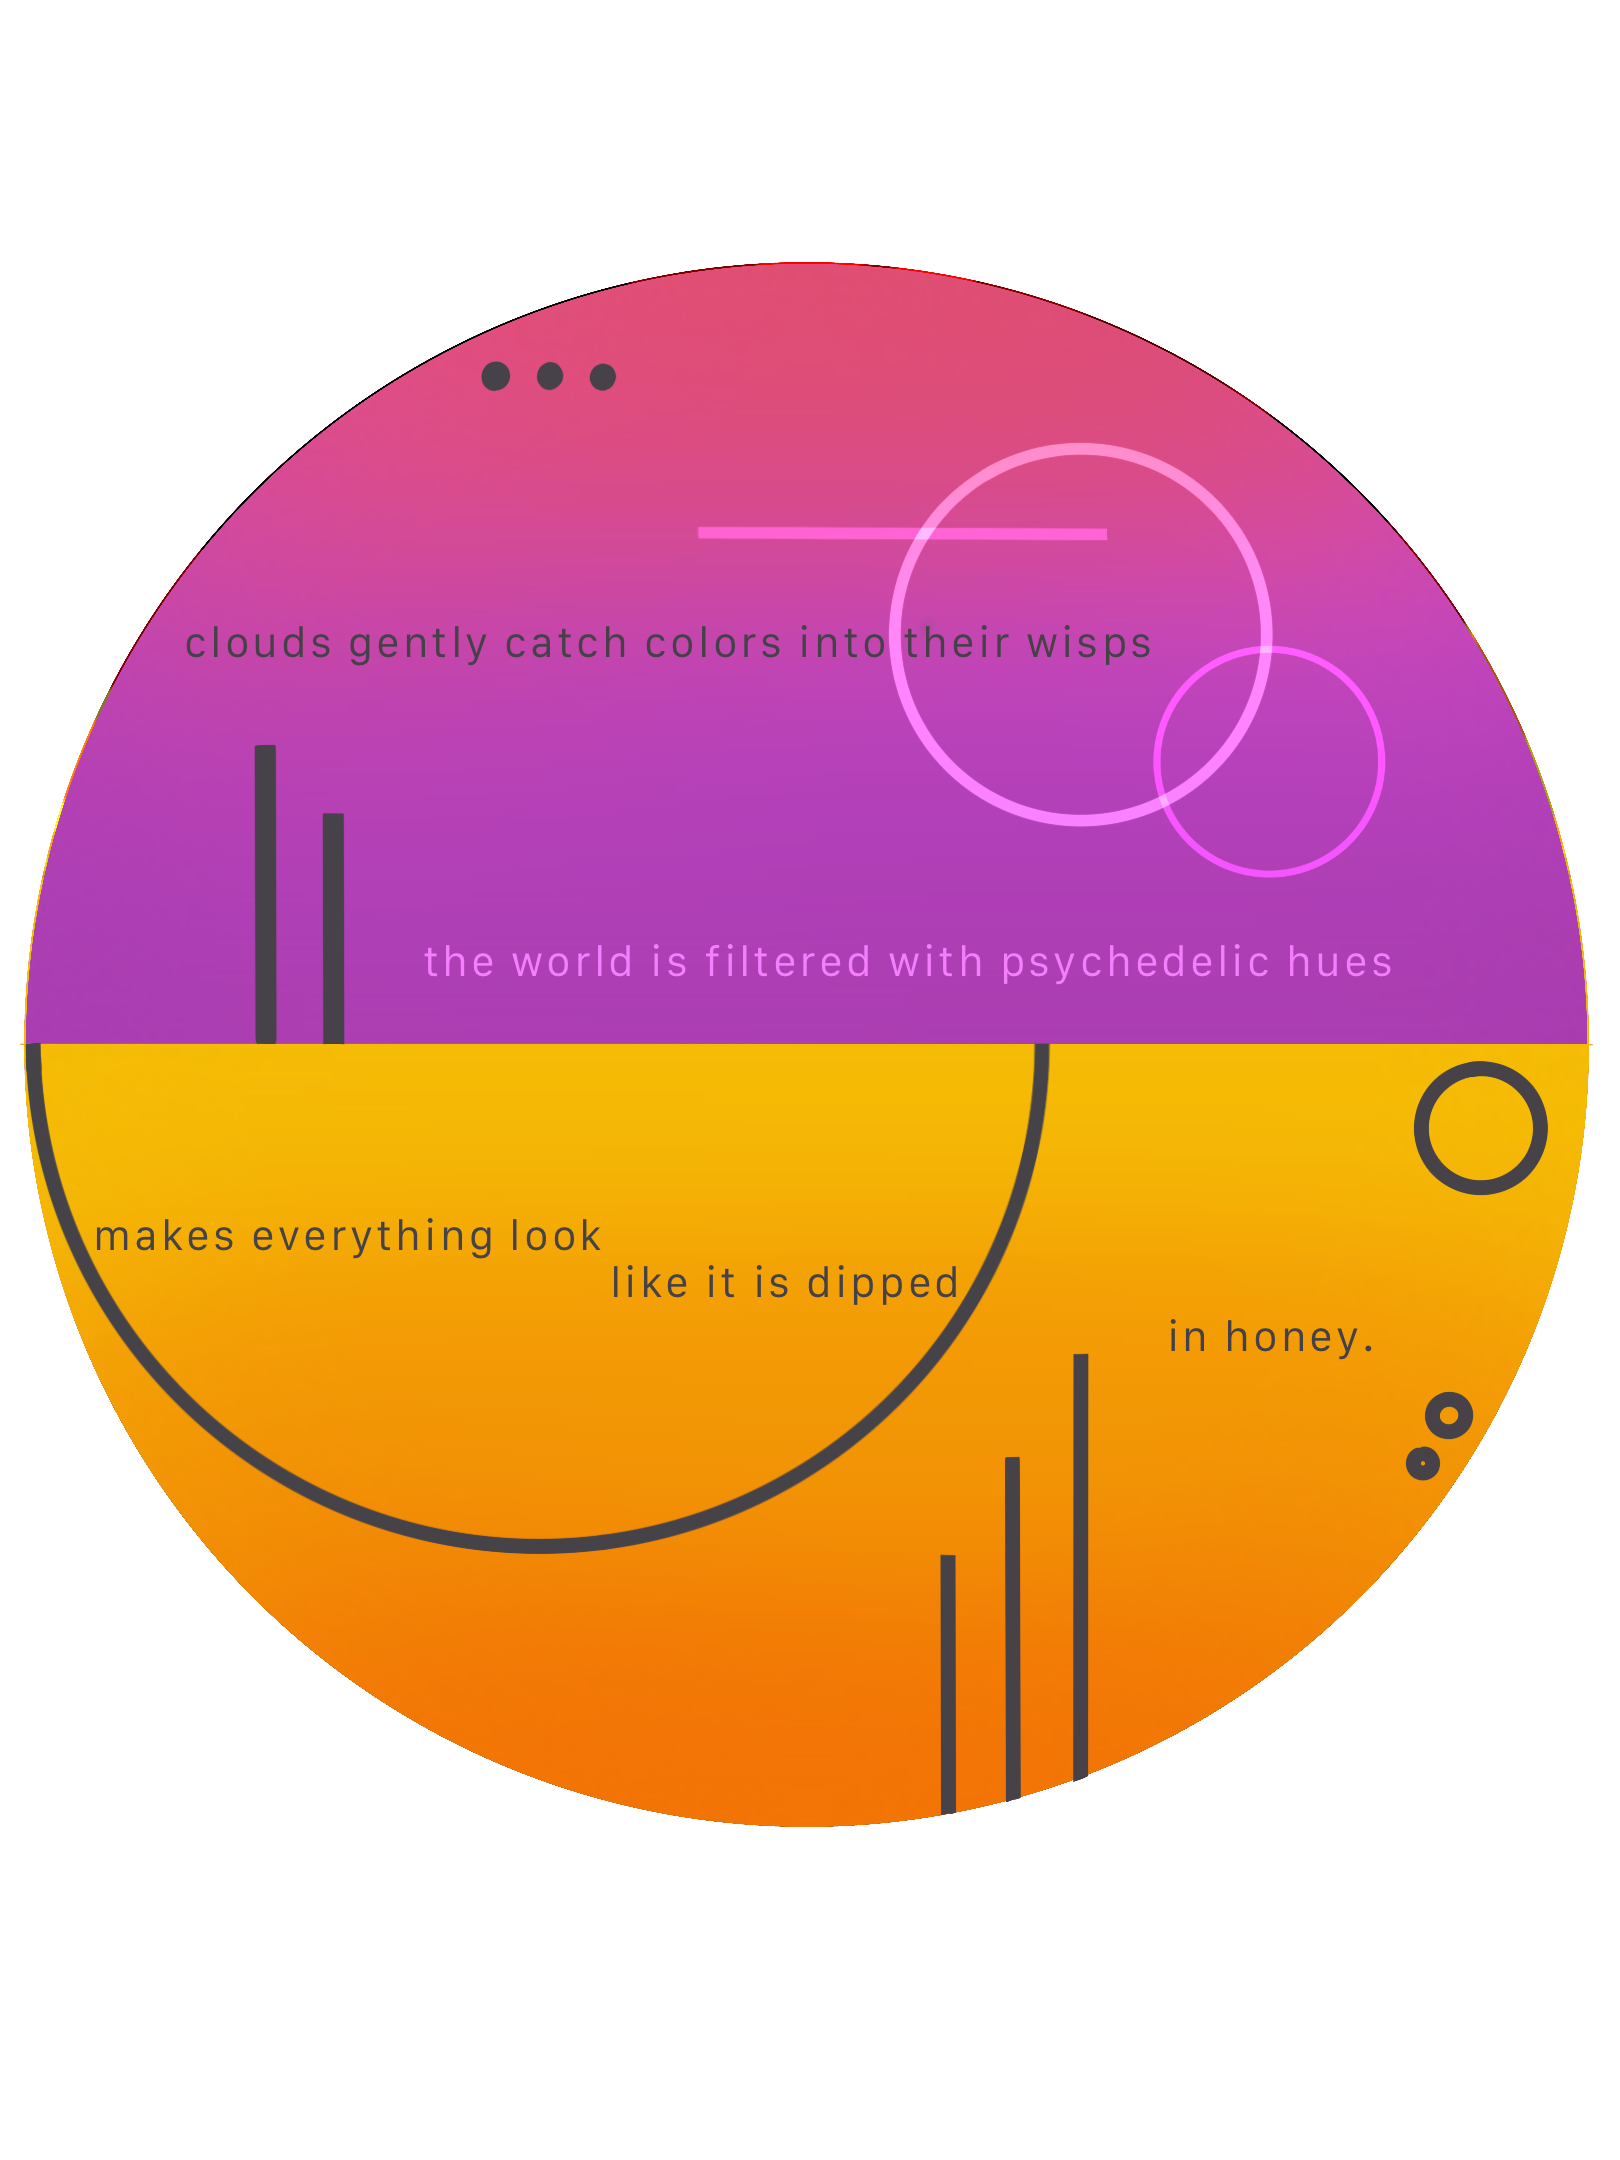 clouds gently catch colors into their wisps
the world is filtered with psychedelic hues
makes everything look
like it is dipped
in honey.